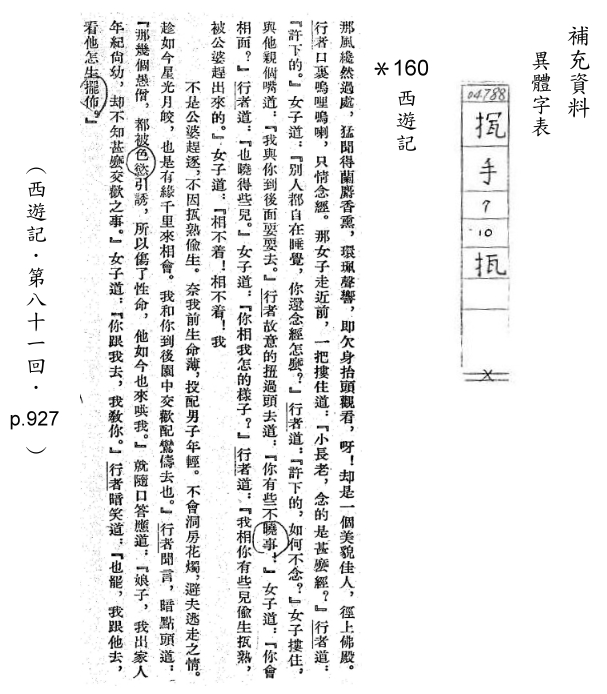 補充資料
異體字表
04788
㧓
手
7
10
㧓
×
*160
西遊記
那風纔然過處，猛聞得蘭麝香熏，環珮聲響，即欠身抬頭觀看，呀！却是一個美貌佳人，徑上佛殿。
行者口裏嗚哩嗚喇，只情念經。那女子走近前，一把摟住道：『小長老，念的是甚麼經？』行者道：
『許下的。』女子道：『別人都自在睡覺，你還念經怎麼？』行者道：『許下的，如何不念？』女子摟住，
與他親個嘴道：『我與你到後面耍耍去。』行者故意的扭過頭去道：『你有些不曉事！』女子道：『你會
相面？』行者道：『也曉得些兒。』女子道：『你相我怎的樣子？』行者道：『我相你有些兒偷生㧓熟，
被公婆趕出來的。』女子道：『相不着！相不着！我
不是公婆趕逐，不因㧓熟偷生。奈我前生命薄，投配男子年輕。不會洞房花燭，避夫逃走之情。
趁如今星光月皎，也是有緣千里來相會。我和你到後園中交歡配鸞儔去也。』行者聞言，暗點頭道：
『那幾個愚僧，都被色慾引誘，所以傷了性命，他如今也來哄我。』就隨口答應道：『娘子，我出家人
年紀尚幼，却不知甚麼交歡之事。』女子道：『你跟我去，我教你。』行者暗笑道：『也罷，我跟他去，
看他怎生擺佈。』
（西遊記．第八十一回．
p.927
）